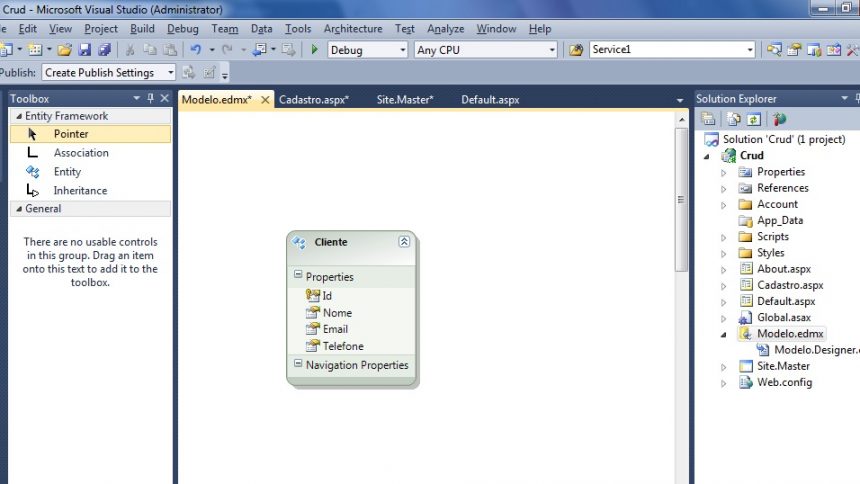 Crud - Microsoft Visual Studio (Administrator)
Edit View Project Build Debug Team Data Tools Architecture Test Analyze Window Help
Debug Any CPU Service1
Publish: Create Publish Settings
Toolbox
Entity Framework
Pointer
Association
Entity
Inheritance
General
There are no usable controls
in this group. Drag an item
onto this text to add it to the
toolbox.
Modelo.edmx* Cadastro.aspx* Site.Master* Default.aspx
Cliente
Properties
Id
Nome
Email
Telefone
Navigation Properties
Solution Explorer
Solution 'Crud' (1 project)
Crud
Properties
References
Account
App_Data
Scripts
Styles
About.aspx
Cadastro.aspx
Default.aspx
Global.asax
Modelo.edmx
Modelo.Designer.
Site.Master
Web.config